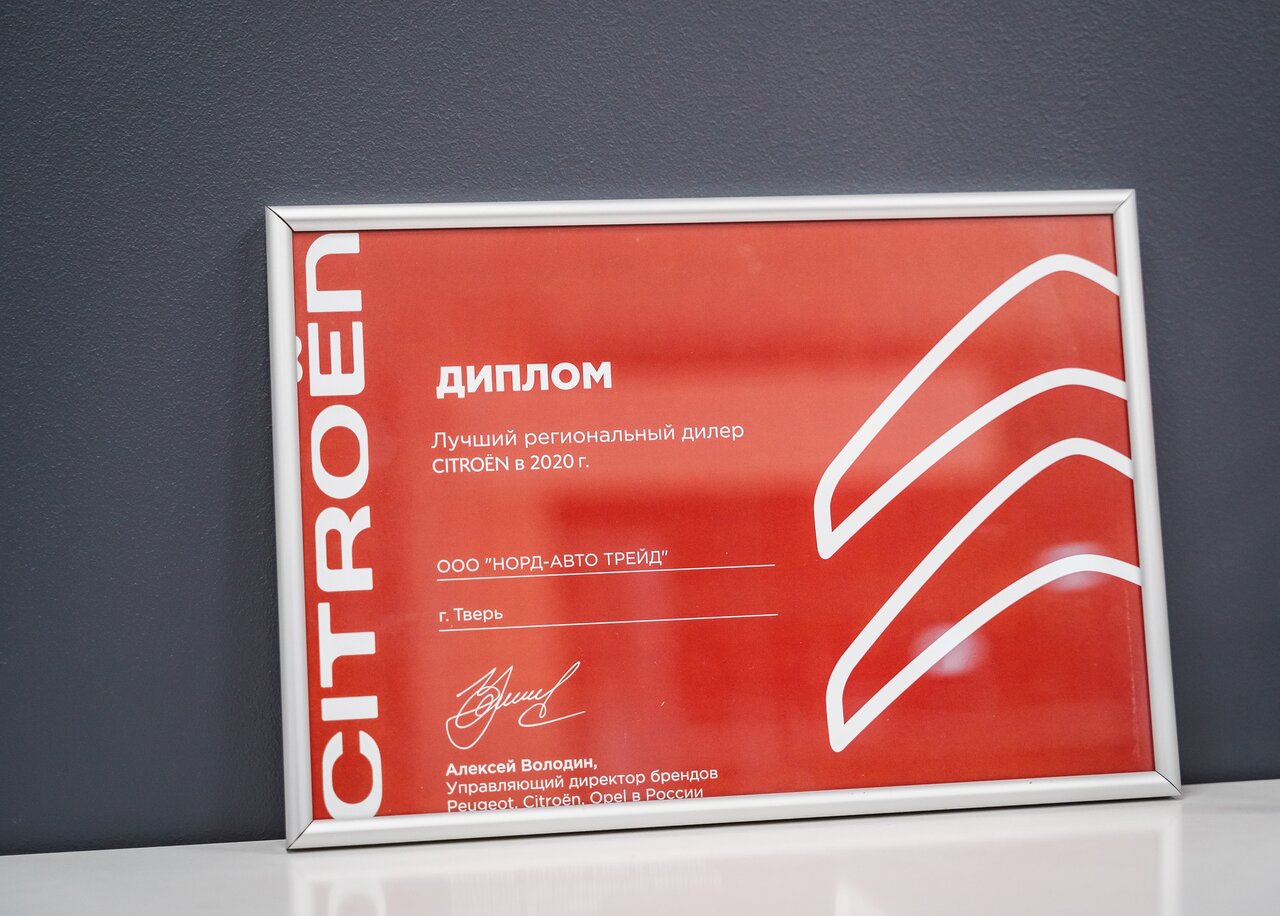 CITROËN
ДИПЛОМ
Лучший региональный дилер
CITROËN в 2020 г.
ООО "НОРД-АВТО ТРЕЙД"
г. Тверь
Алексей Володин,
Управляющий директор брендов
Peugeot, Citroën, Opel в России